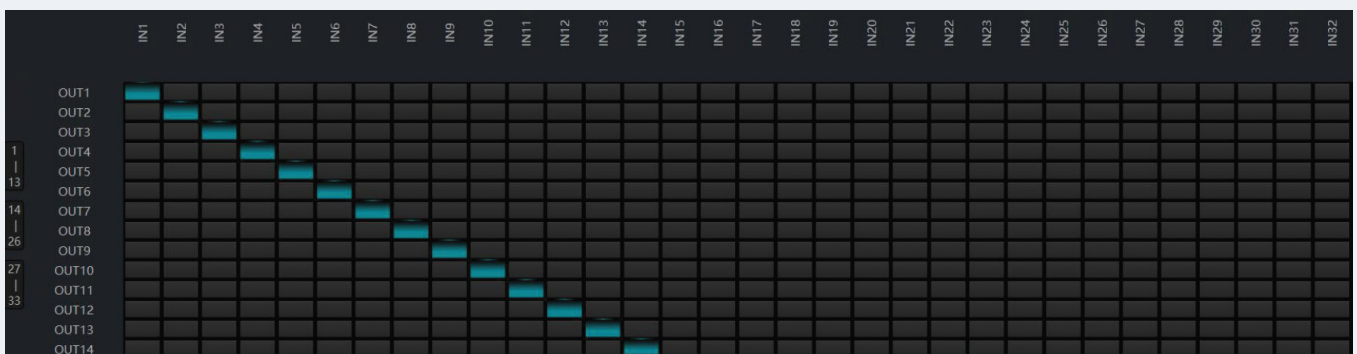 IN1 IN2 IN3 IN4 IN5 IN6 IN7 IN8 IN9 IN10 IN11 IN12 IN13 IN14 IN15 IN16 IN17 IN18 IN19 IN20 IN21 IN22 IN23 IN24 IN25 IN26 IN27 IN28 IN29 IN30 IN31 IN32
OUT1
OUT2
OUT3
OUT4
OUT5
OUT6
OUT7
OUT8
OUT9
OUT10
OUT11
OUT12
OUT13
OUT14
1
|
13
14
|
26
27
|
33